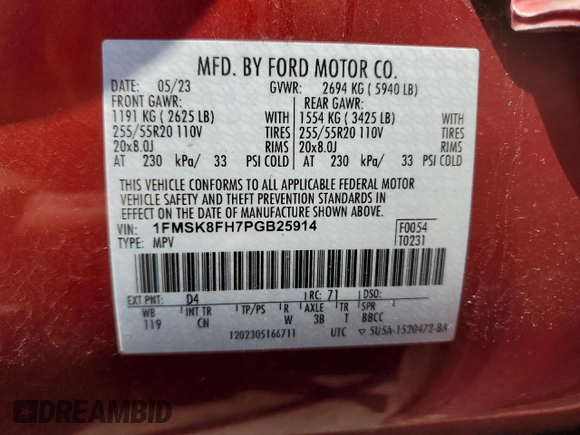 MFD. BY FORD MOTOR CO.
DATE: 05/23 GVWR: 2694 KG ( 5940 LB)
FRONT GAWR: REAR GAWR:
1191 KG ( 2625 LB) WITH 1554 KG ( 3425 LB) WITH
255/55R20 110V TIRES 255/55R20 110V TIRES
20x8.0J RIMS 20x8.0J RIMS
AT 230 kPa/ 33 PSI COLD AT 230 kPa/ 33 PSI COLD
THIS VEHICLE CONFORMS TO ALL APPLICABLE FEDERAL MOTOR
VEHICLE SAFETY AND THEFT PREVENTION STANDARDS IN
EFFECT ON THE DATE OF MANUFACTURE SHOWN ABOVE.
VIN: 1FMSK8FH7PGB25914 F0054
TYPE: MPV T0231
EXT PNT: D4 RC: 71 DSO:
WB INT TR TP/PS R AXLE TR SPR
119 CN W 3B T BBCC
1202305166711 UTC ▽ 5U5A-1520472-BA
DREAMBID